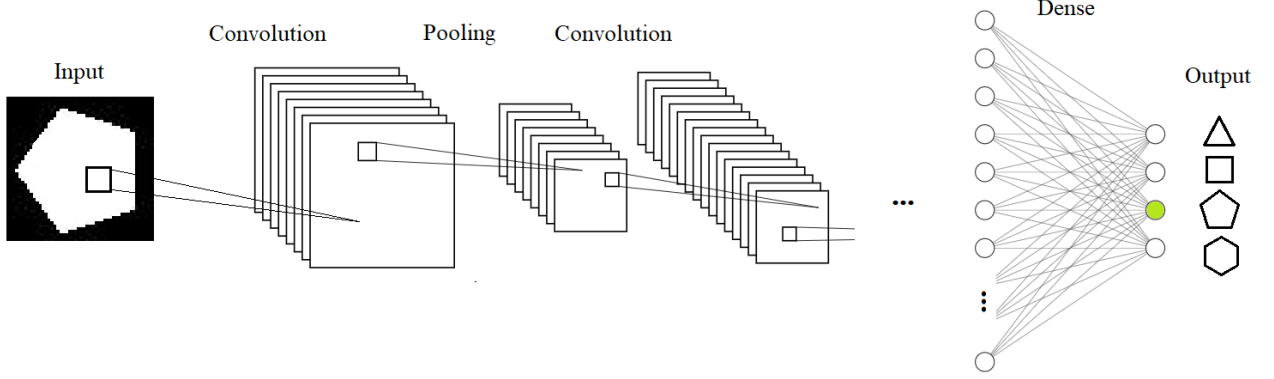 Input
Convolution
Pooling
Convolution
...
Dense
Output